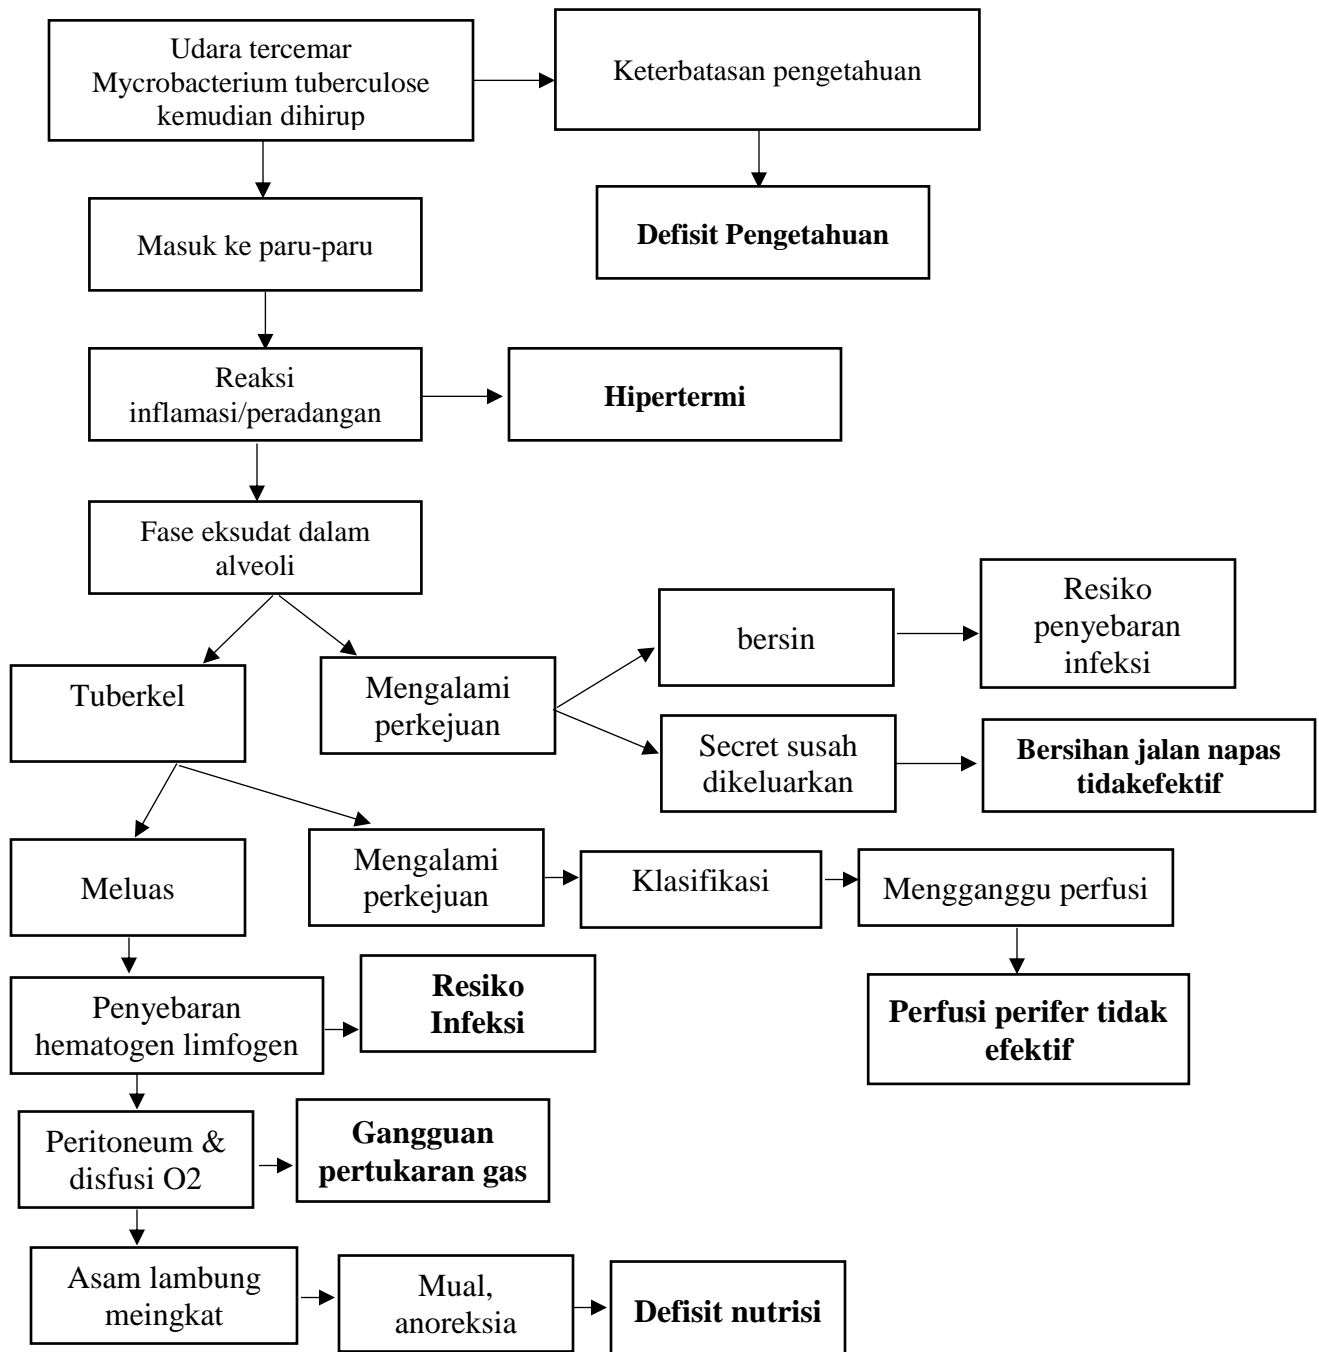 Udara tercemar
Mycrobacterium tuberculose
kemudian dihirup
Keterbatasan pengetahuan
Masuk ke paru-paru
Defisit Pengetahuan
Reaksi
inflamasi/peradangan
Hipertermi
Fase eksudat dalam
alveoli
bersin
Resiko
penyebaran
infeksi
Tuberkel
Mengalami
perkejuan
Secret susah
dikeluarkan
Bersihan jalan napas
tidakefektif
Meluas
Mengalami
perkejuan
Klasifikasi
Mengganggu perfusi
Penyebaran
hematogen limfogen
Resiko
Infeksi
Perfusi perifer tidak
efektif
Peritoneum &
disfusi O2
Gangguan
pertukaran gas
Asam lambung
meingkat
Mual,
anoreksia
Defisit nutrisi